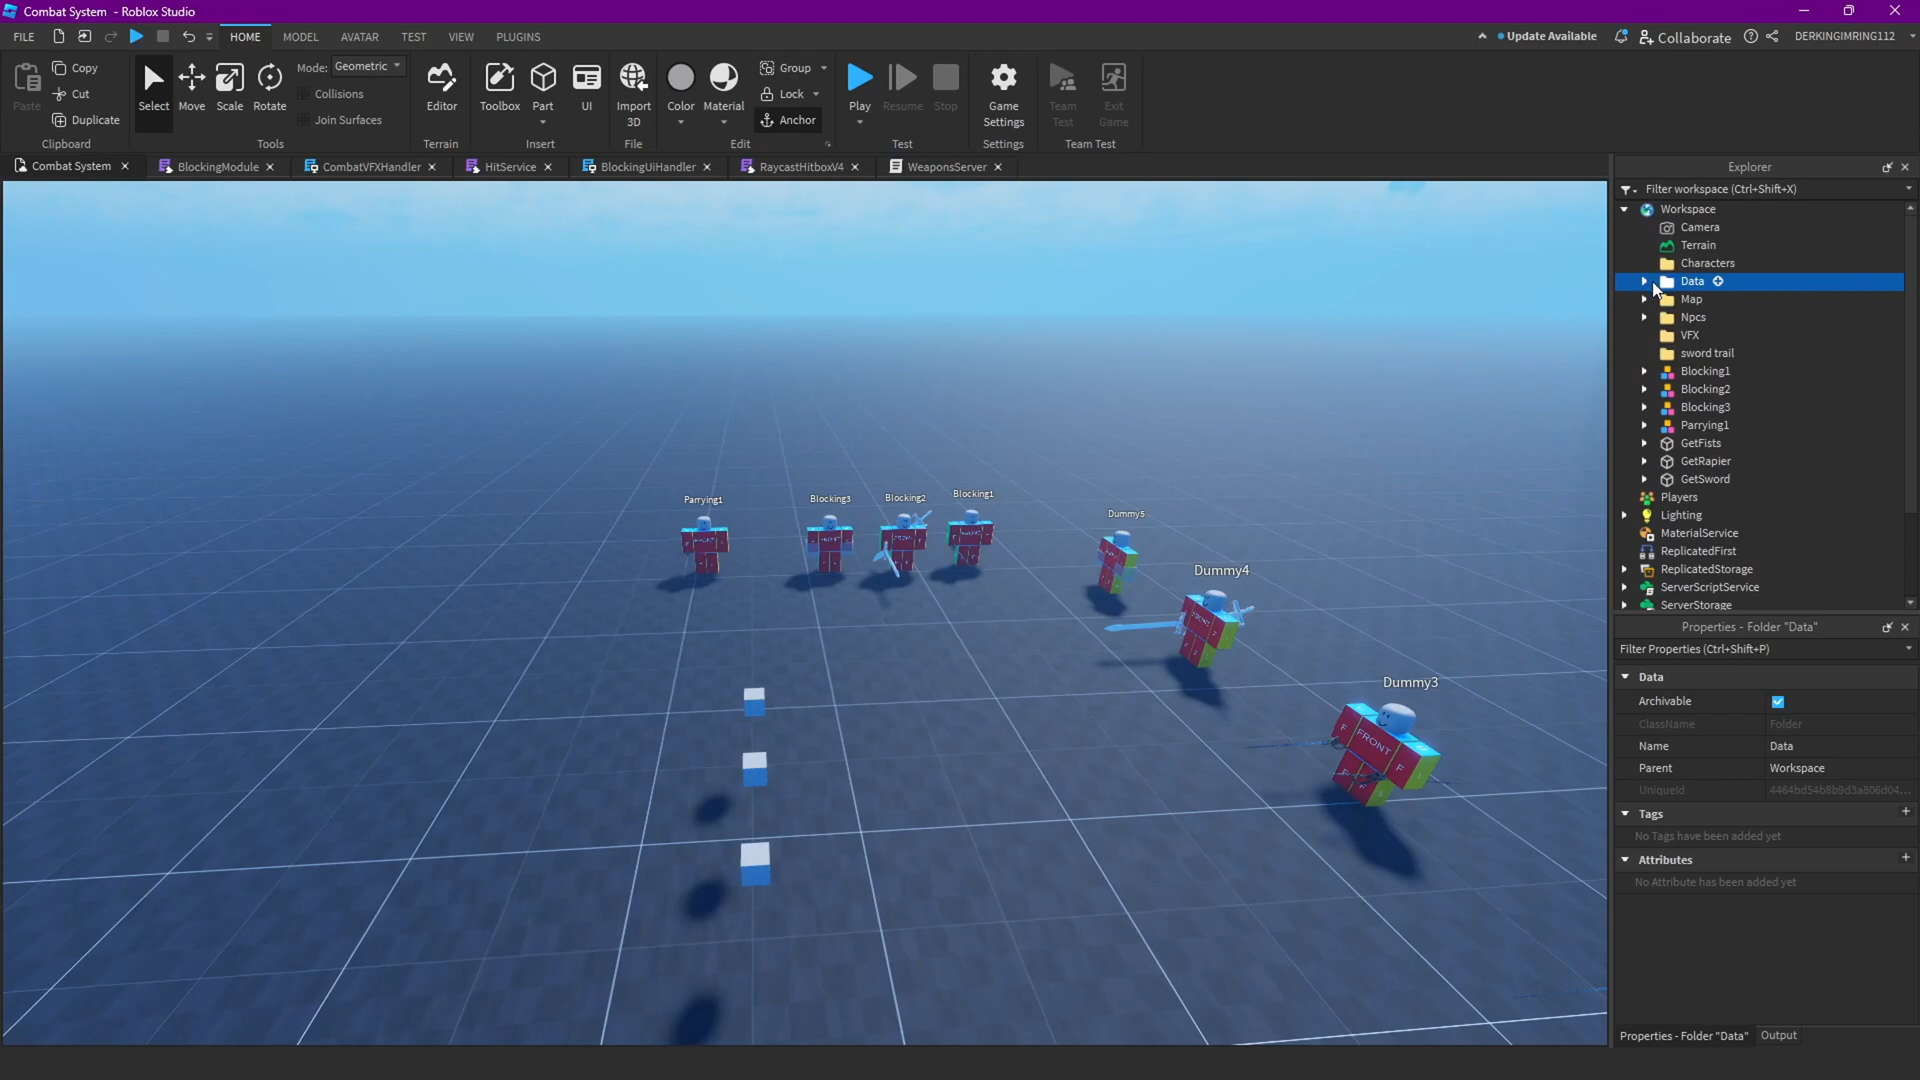 Combat System - Roblox Studio
FILE HOME MODEL AVATAR TEST VIEW PLUGINS Update Available Collaborate DERKINGIMRING112
Paste
Copy
Cut
Duplicate
Clipboard
Select Move Scale Rotate
Mode: Geometric
Collisions
Join Surfaces
Tools
Editor
Terrain
Toolbox Part UI
Insert
Import
3D
File
Color Material
Group
Lock
Anchor
Edit
Play Resume Stop
Test
Game
Settings
Settings
Team
Test
Exit
Game
Team Test
Combat System BlockingModule CombatVFXHandler HitService BlockingUiHandler RaycastHitboxV4 WeaponsServer
Parrying1
Blocking3
Blocking2
Blocking1
Dummy5
Dummy4
Dummy3
FRONT
F
Explorer
Filter workspace (Ctrl+Shift+X)
Workspace
Camera
Terrain
Characters
Data
Map
Npcs
VFX
sword trail
Blocking1
Blocking2
Blocking3
Parrying1
GetFists
GetRapier
GetSword
Players
Lighting
MaterialService
ReplicatedFirst
ReplicatedStorage
ServerScriptService
ServerStorage
Properties - Folder "Data"
Filter Properties (Ctrl+Shift+P)
Data
Archivable
ClassName Folder
Name Data
Parent Workspace
UniqueId 4464bd54b8b9d3a806d04...
Tags
No Tags have been added yet
Attributes
No Attribute has been added yet
Properties - Folder "Data" Output